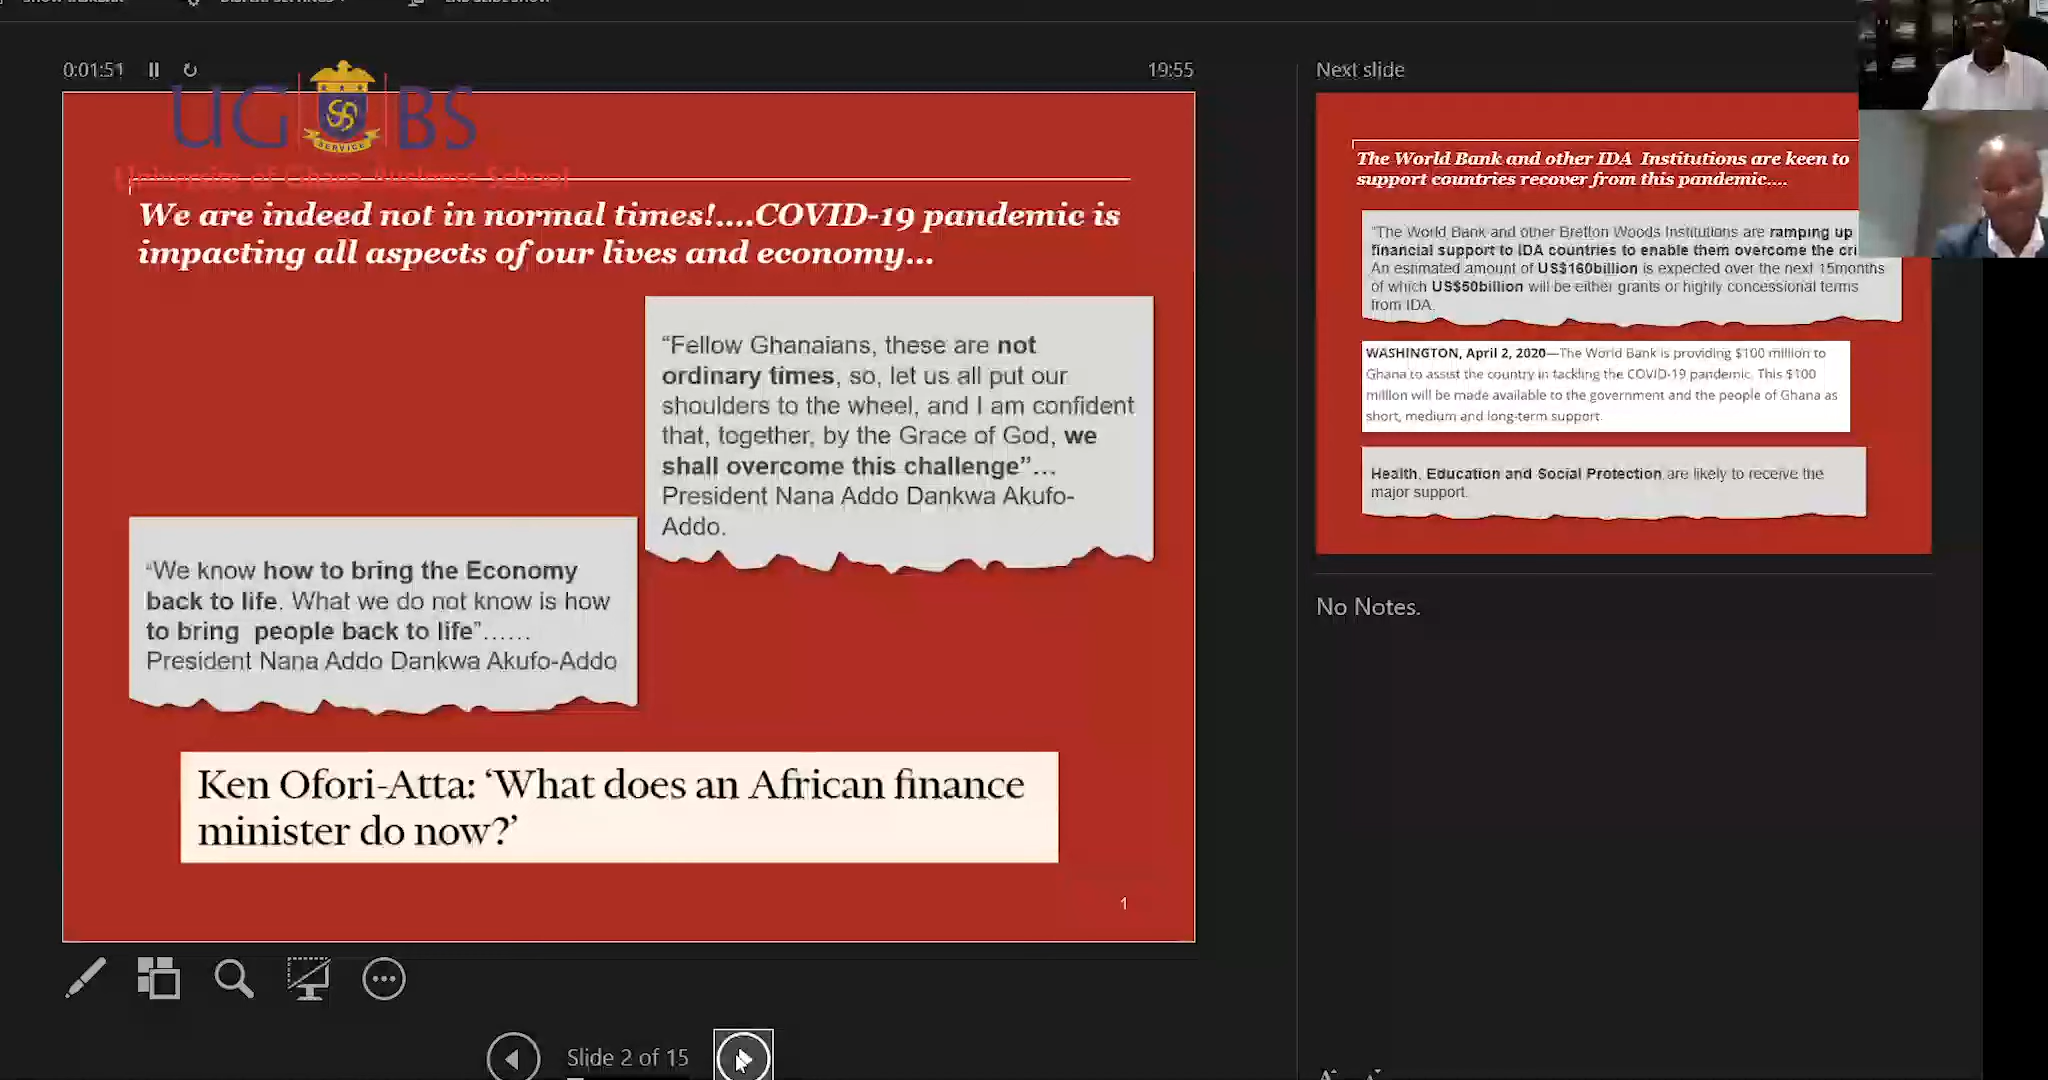 0:01:51
19:55
Next slide
UG BS
SERVICE
University of Ghana Business School
We are indeed not in normal times!....COVID-19 pandemic is
impacting all aspects of our lives and economy...
“Fellow Ghanaians, these are not
ordinary times, so, let us all put our
shoulders to the wheel, and I am confident
that, together, by the Grace of God, we
shall overcome this challenge”...
President Nana Addo Dankwa Akufo-
Addo.
“We know how to bring the Economy
back to life. What we do not know is how
to bring people back to life”......
President Nana Addo Dankwa Akufo-Addo
Ken Ofori-Atta: ‘What does an African finance
minister do now?’
1
The World Bank and other IDA Institutions are keen to
support countries recover from this pandemic....
“The World Bank and other Bretton Woods Institutions are ramping up
financial support to IDA countries to enable them overcome the cri
An estimated amount of US$160billion is expected over the next 15months
of which US$50billion will be either grants or highly concessional terms
from IDA.
WASHINGTON, April 2, 2020—The World Bank is providing $100 million to
Ghana to assist the country in tackling the COVID-19 pandemic. This $100
million will be made available to the government and the people of Ghana as
short, medium and long-term support.
Health, Education and Social Protection are likely to receive the
major support.
No Notes.
Slide 2 of 15